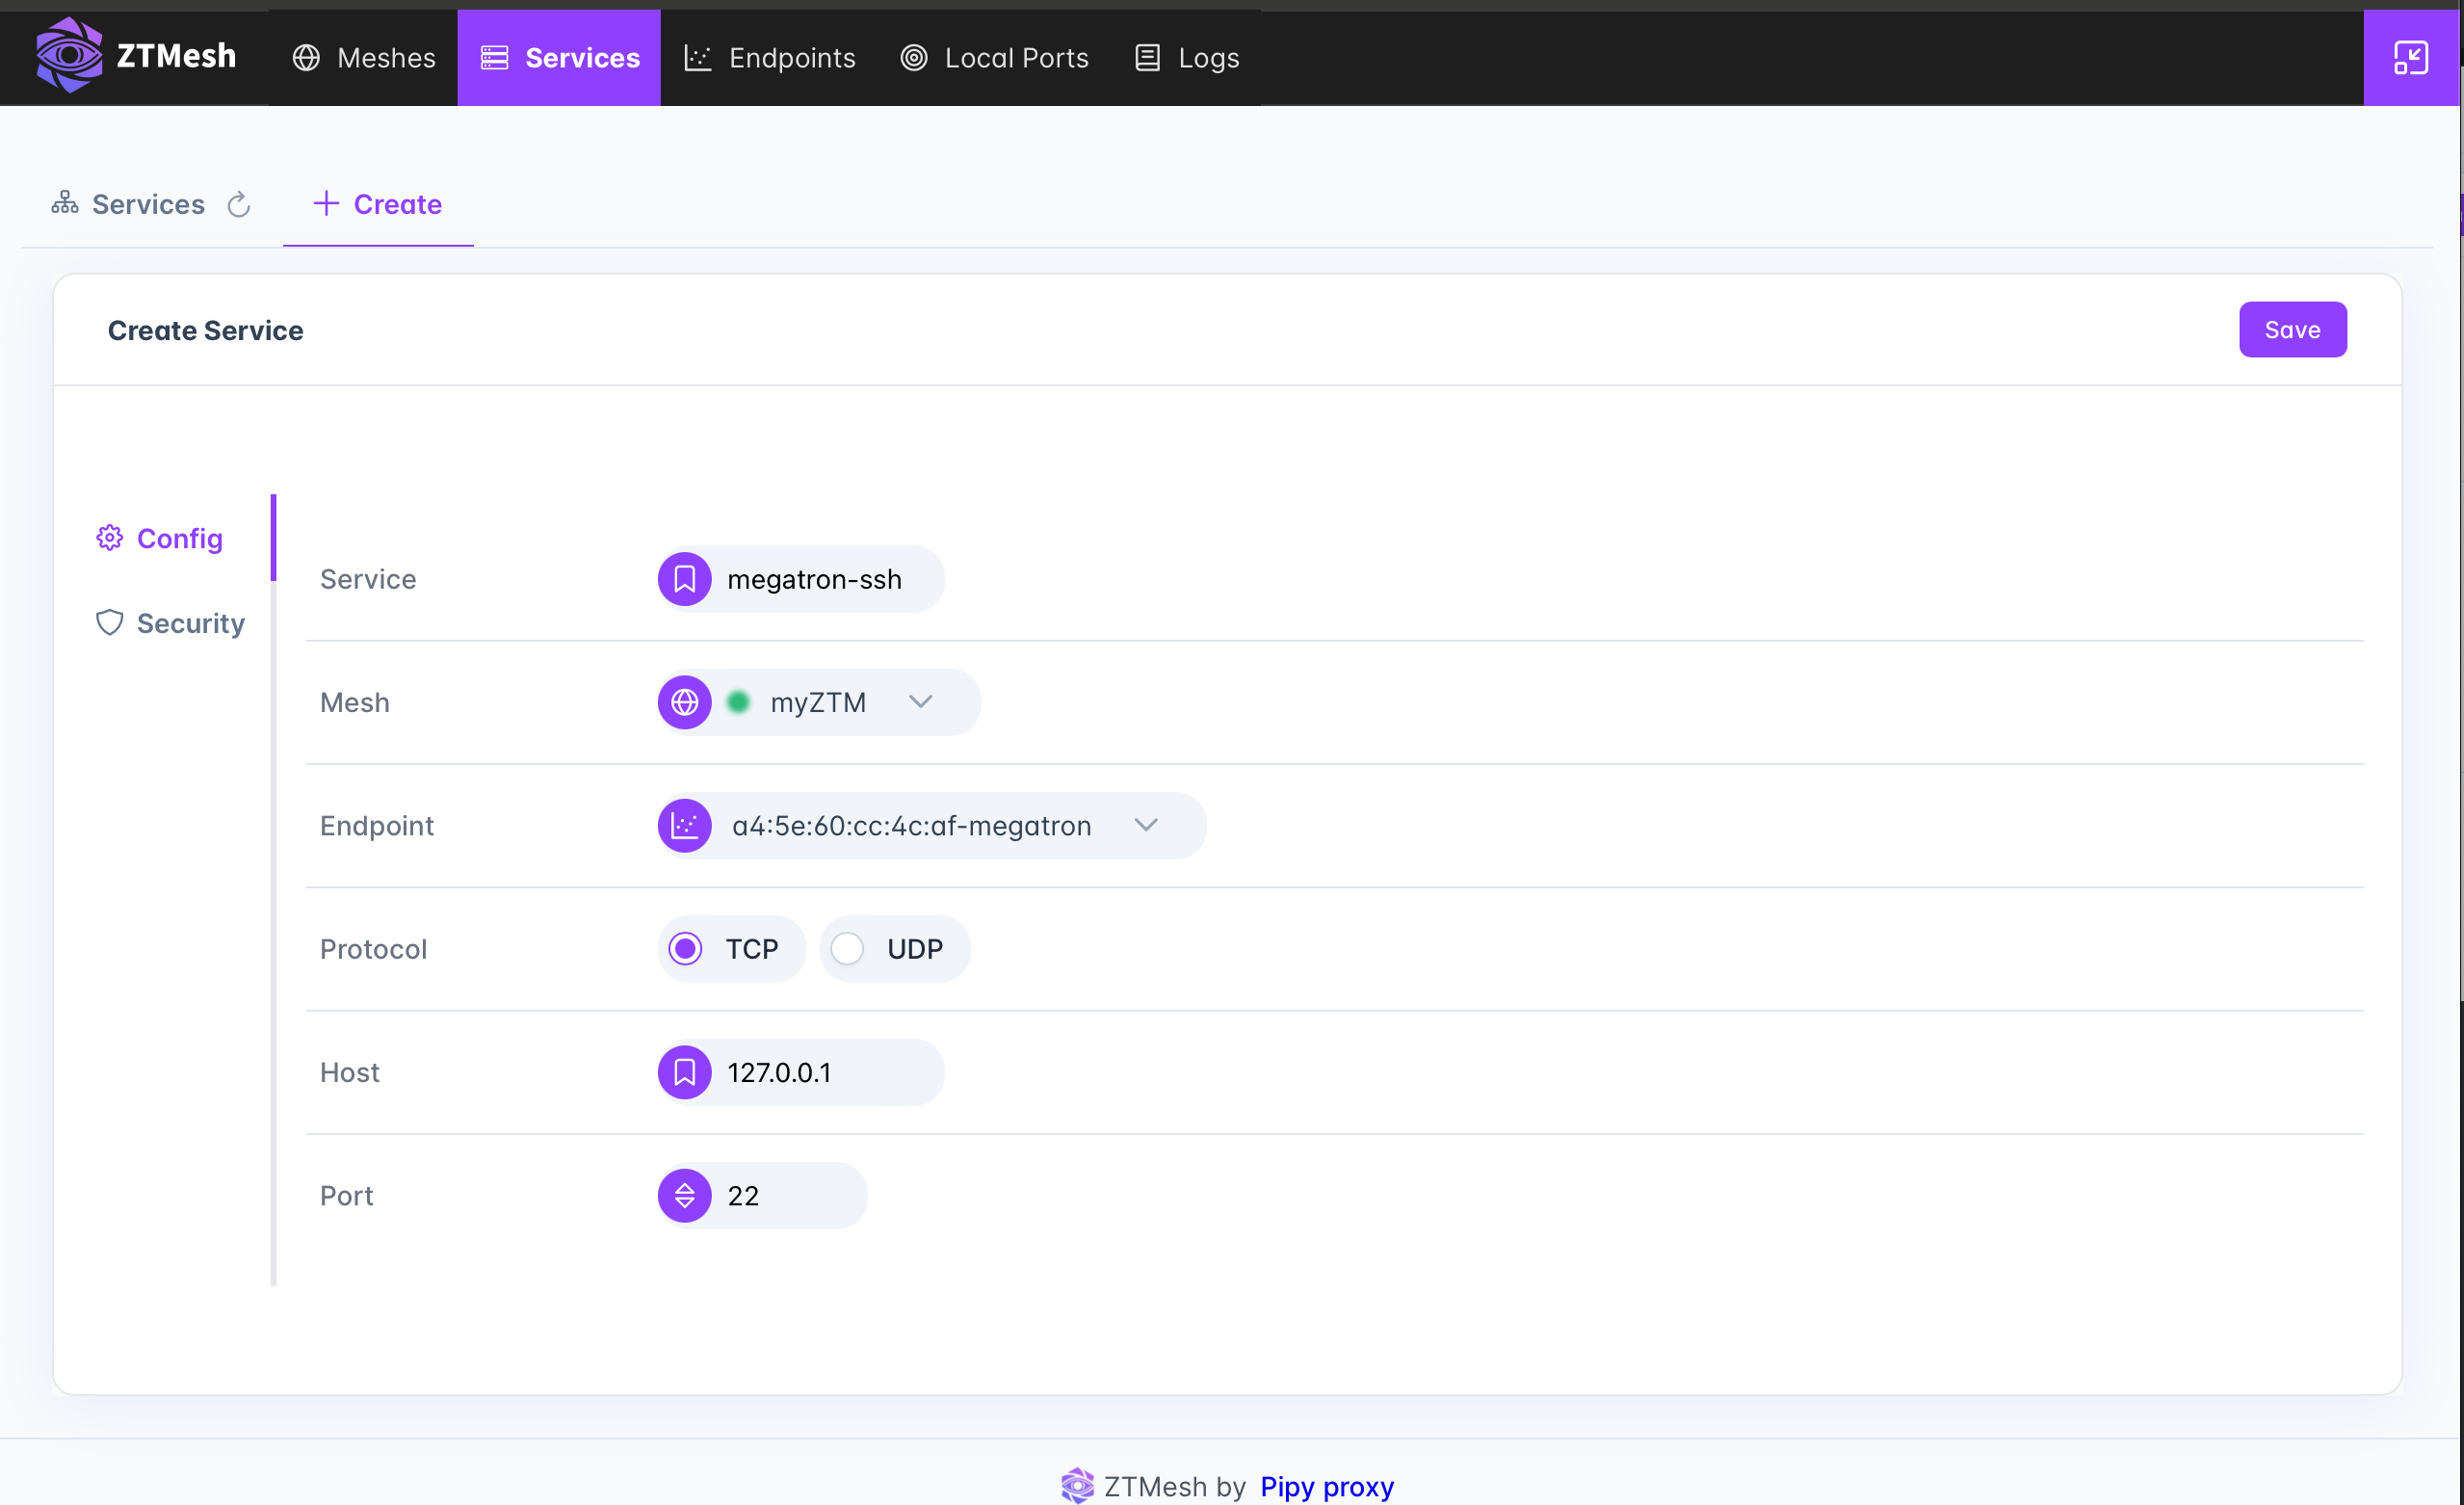 ZTMesh Meshes Services Endpoints Local Ports Logs
Services Create
Create Service Save
Config
Security
Service megatron-ssh
Mesh myZTM
Endpoint a4:5e:60:cc:4c:af-megatron
Protocol TCP UDP
Host 127.0.0.1
Port 22
ZTMesh by Pipy proxy